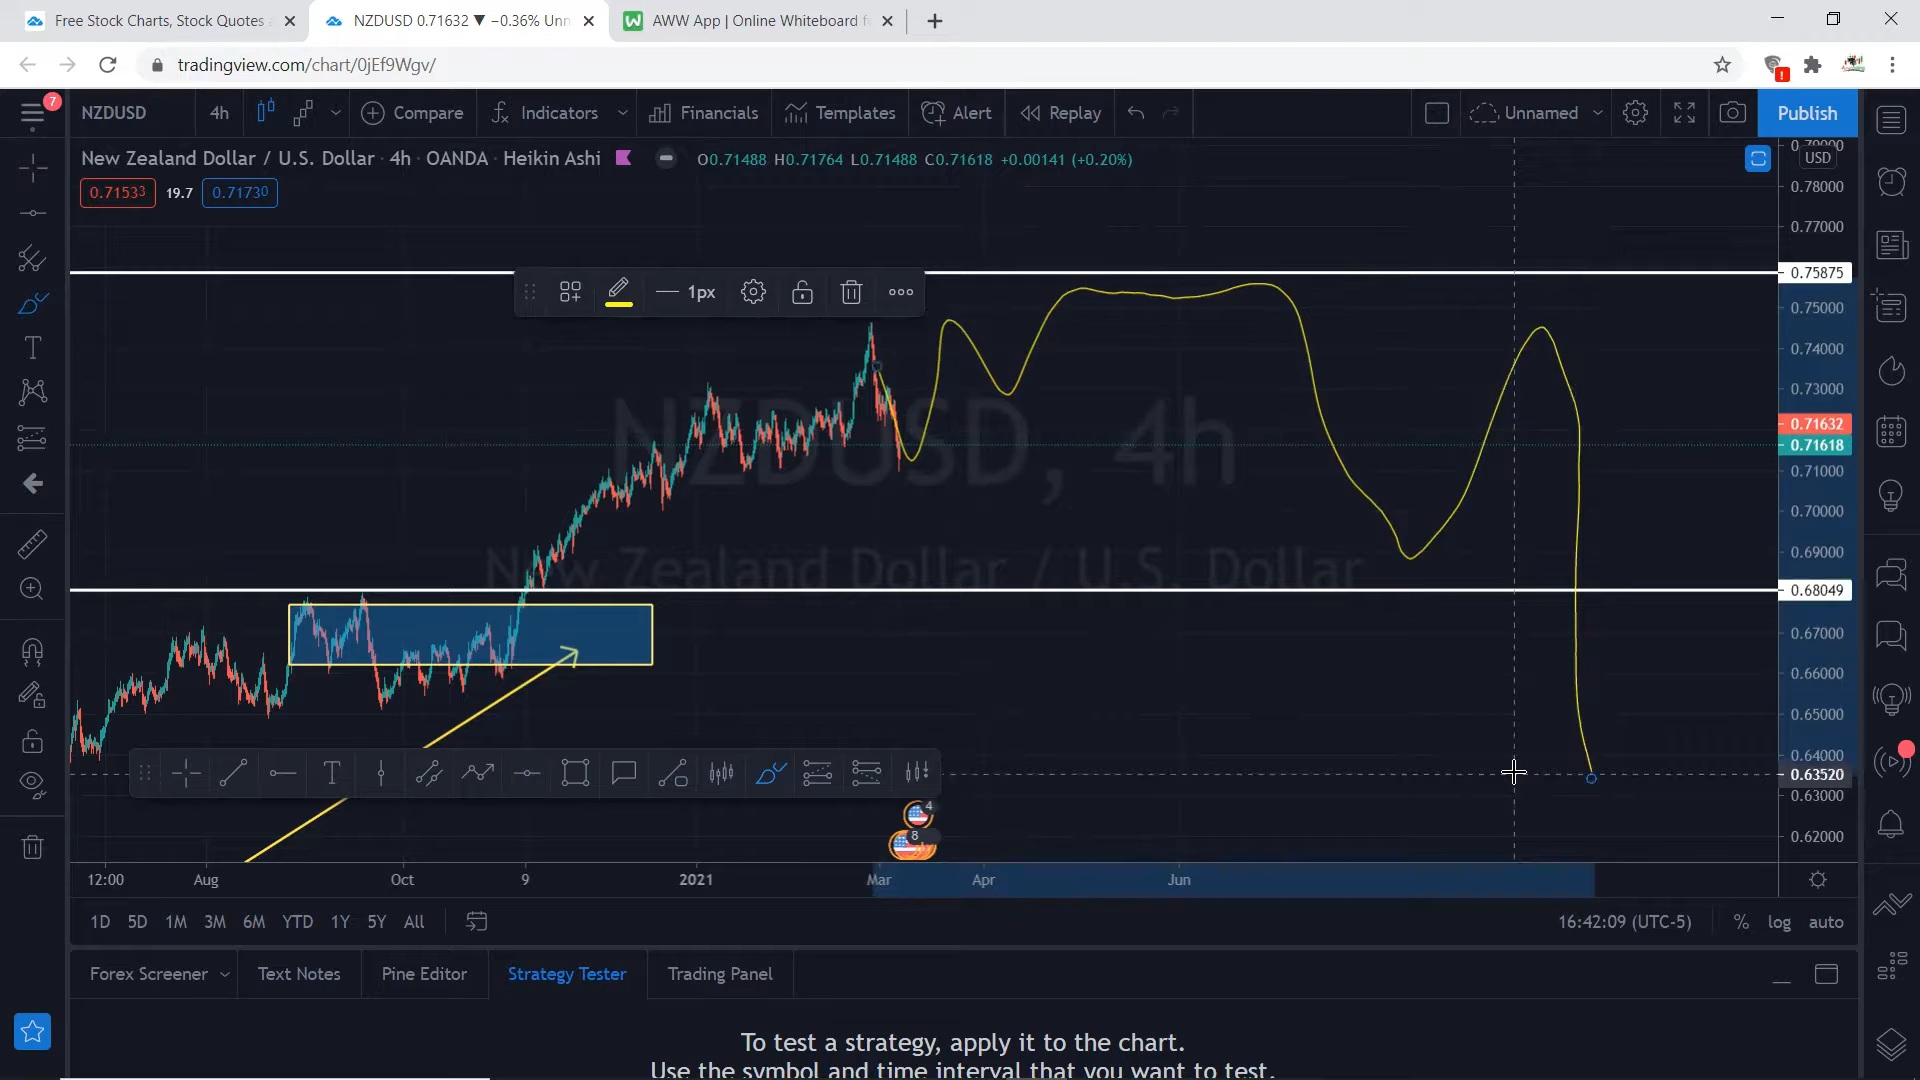 Free Stock Charts, Stock Quotes
NZDUSD 0.71632 ▼ −0.36% Unn
AWW App | Online Whiteboard f
tradingview.com/chart/0jEf9Wgv/
7
NZDUSD
4h
Compare
Indicators
Financials
Templates
Alert
Replay
Unnamed
Publish
New Zealand Dollar / U.S. Dollar · 4h · OANDA · Heikin Ashi
O0.71488 H0.71764 L0.71488 C0.71618 +0.00141 (+0.20%)
0.71533
19.7
0.71730
USD
0.79000
0.78000
0.77000
0.75875
0.75000
0.74000
0.73000
0.71632
0.71618
0.71000
0.70000
0.69000
0.68049
0.67000
0.66000
0.65000
0.64000
0.63520
0.63000
0.62000
1px
NZDUSD, 4h
New Zealand Dollar / U.S. Dollar
4
8
12:00
Aug
Oct
9
2021
Mar
Apr
Jun
1D 5D 1M 3M 6M YTD 1Y 5Y All
16:42:09 (UTC-5)
% log auto
Forex Screener
Text Notes
Pine Editor
Strategy Tester
Trading Panel
To test a strategy, apply it to the chart.
Use the symbol and time interval that you want to test.